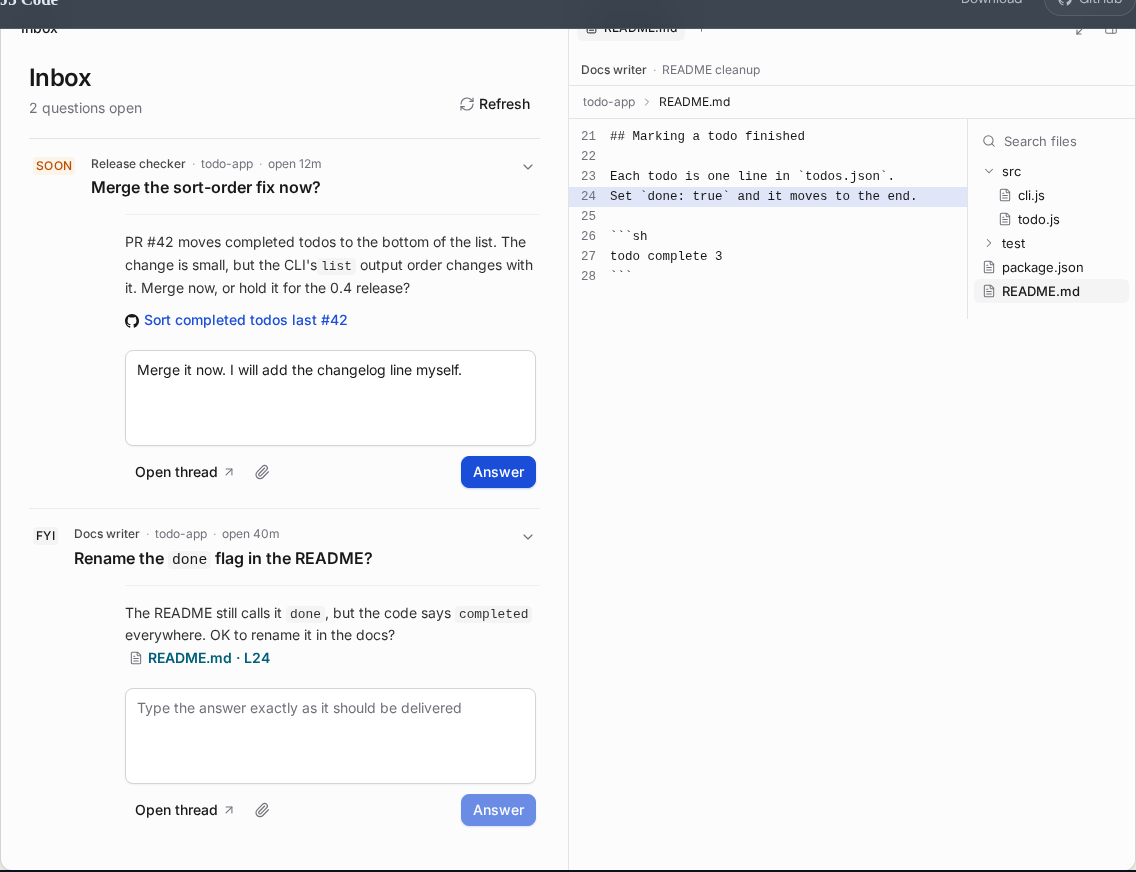 JS Code
Download
GitHub
Inbox
Inbox
2 questions open
Refresh
SOON
Release checker · todo-app · open 12m
Merge the sort-order fix now?
PR #42 moves completed todos to the bottom of the list. The
change is small, but the CLI's list output order changes with
it. Merge now, or hold it for the 0.4 release?
Sort completed todos last #42
Merge it now. I will add the changelog line myself.
Open thread
Answer
FYI
Docs writer · todo-app · open 40m
Rename the done flag in the README?
The README still calls it done, but the code says completed
everywhere. OK to rename it in the docs?
README.md · L24
Type the answer exactly as it should be delivered
Open thread
Answer
README.md
Docs writer · README cleanup
todo-app > README.md
21 ## Marking a todo finished
22
23 Each todo is one line in `todos.json`.
24 Set `done: true` and it moves to the end.
25
26 ```sh
27 todo complete 3
28 ```
Search files
src
cli.js
todo.js
test
package.json
README.md